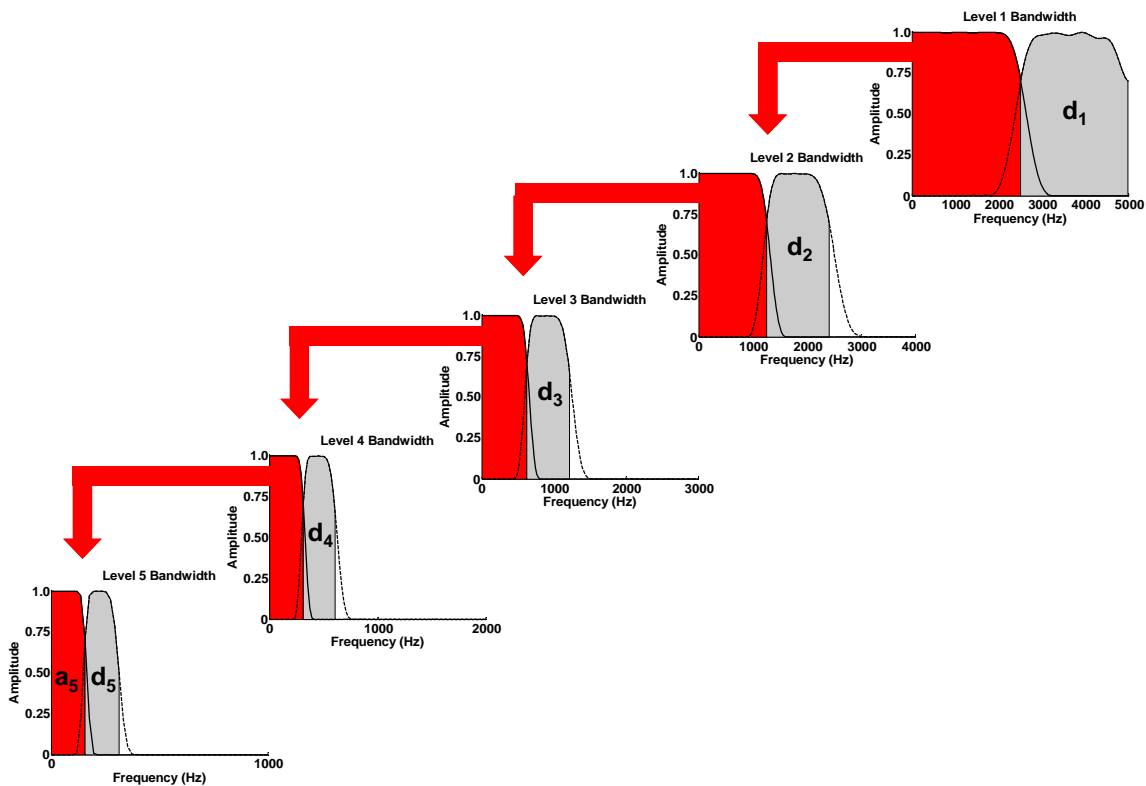 Level 1 Bandwidth
Amplitude
1.0
0.75
0.50
0.25
0
d1
0 1000 2000 3000 4000 5000
Frequency (Hz)
Level 2 Bandwidth
Amplitude
1.0
0.75
0.50
0.25
0
d2
0 1000 2000 3000 4000
Frequency (Hz)
Level 3 Bandwidth
Amplitude
1.0
0.75
0.50
0.25
0
d3
0 1000 2000 3000
Frequency (Hz)
Level 4 Bandwidth
Amplitude
1.0
0.75
0.50
0.25
0
d4
0 1000 2000
Frequency (Hz)
Level 5 Bandwidth
Amplitude
1.0
0.75
0.50
0.25
0
a5 d5
0 1000
Frequency (Hz)